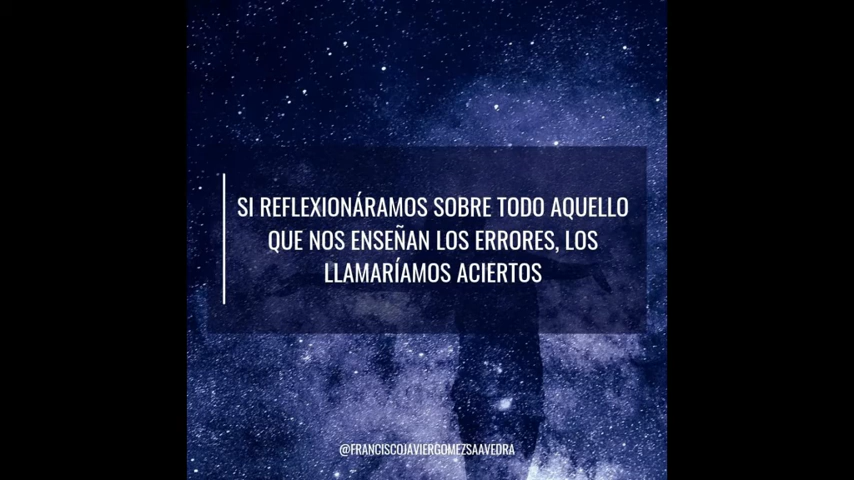 SI REFLEXIONÁRAMOS SOBRE TODO AQUELLO
QUE NOS ENSEÑAN LOS ERRORES, LOS
LLAMARÍAMOS ACIERTOS
@FRANCISCOJAVIERGOMEZSAAVEDRA